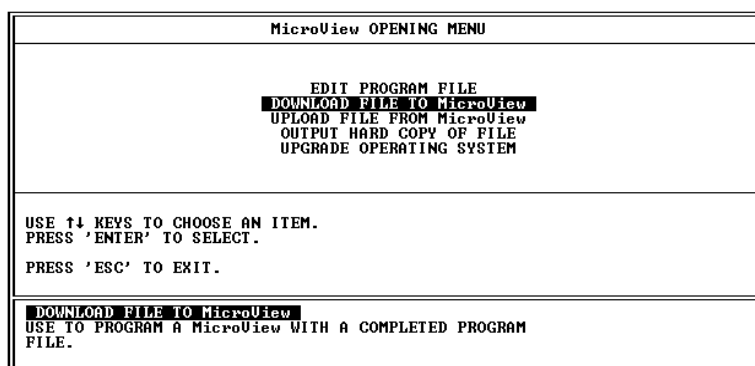 MicroView OPENING MENU
EDIT PROGRAM FILE
DOWNLOAD FILE TO MicroView
UPLOAD FILE FROM MicroView
OUTPUT HARD COPY OF FILE
UPGRADE OPERATING SYSTEM
USE ↑↓ KEYS TO CHOOSE AN ITEM.
PRESS 'ENTER' TO SELECT.
PRESS 'ESC' TO EXIT.
DOWNLOAD FILE TO MicroView
USE TO PROGRAM A MicroView WITH A COMPLETED PROGRAM
FILE.